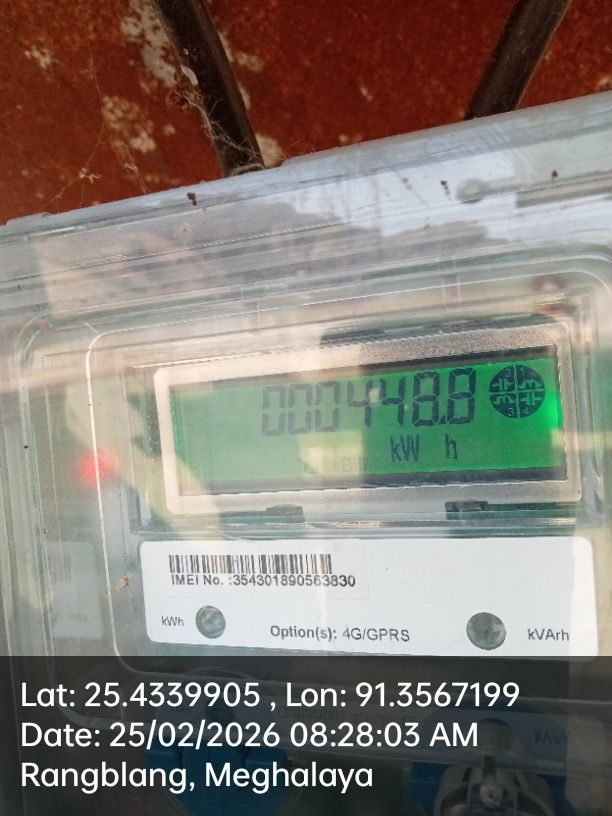 000448.8
kW h
IMEI No. :354301890563830
kWh
Option(s): 4G/GPRS
kVArh
Lat: 25.4339905 , Lon: 91.3567199
Date: 25/02/2026 08:28:03 AM
Rangblang, Meghalaya